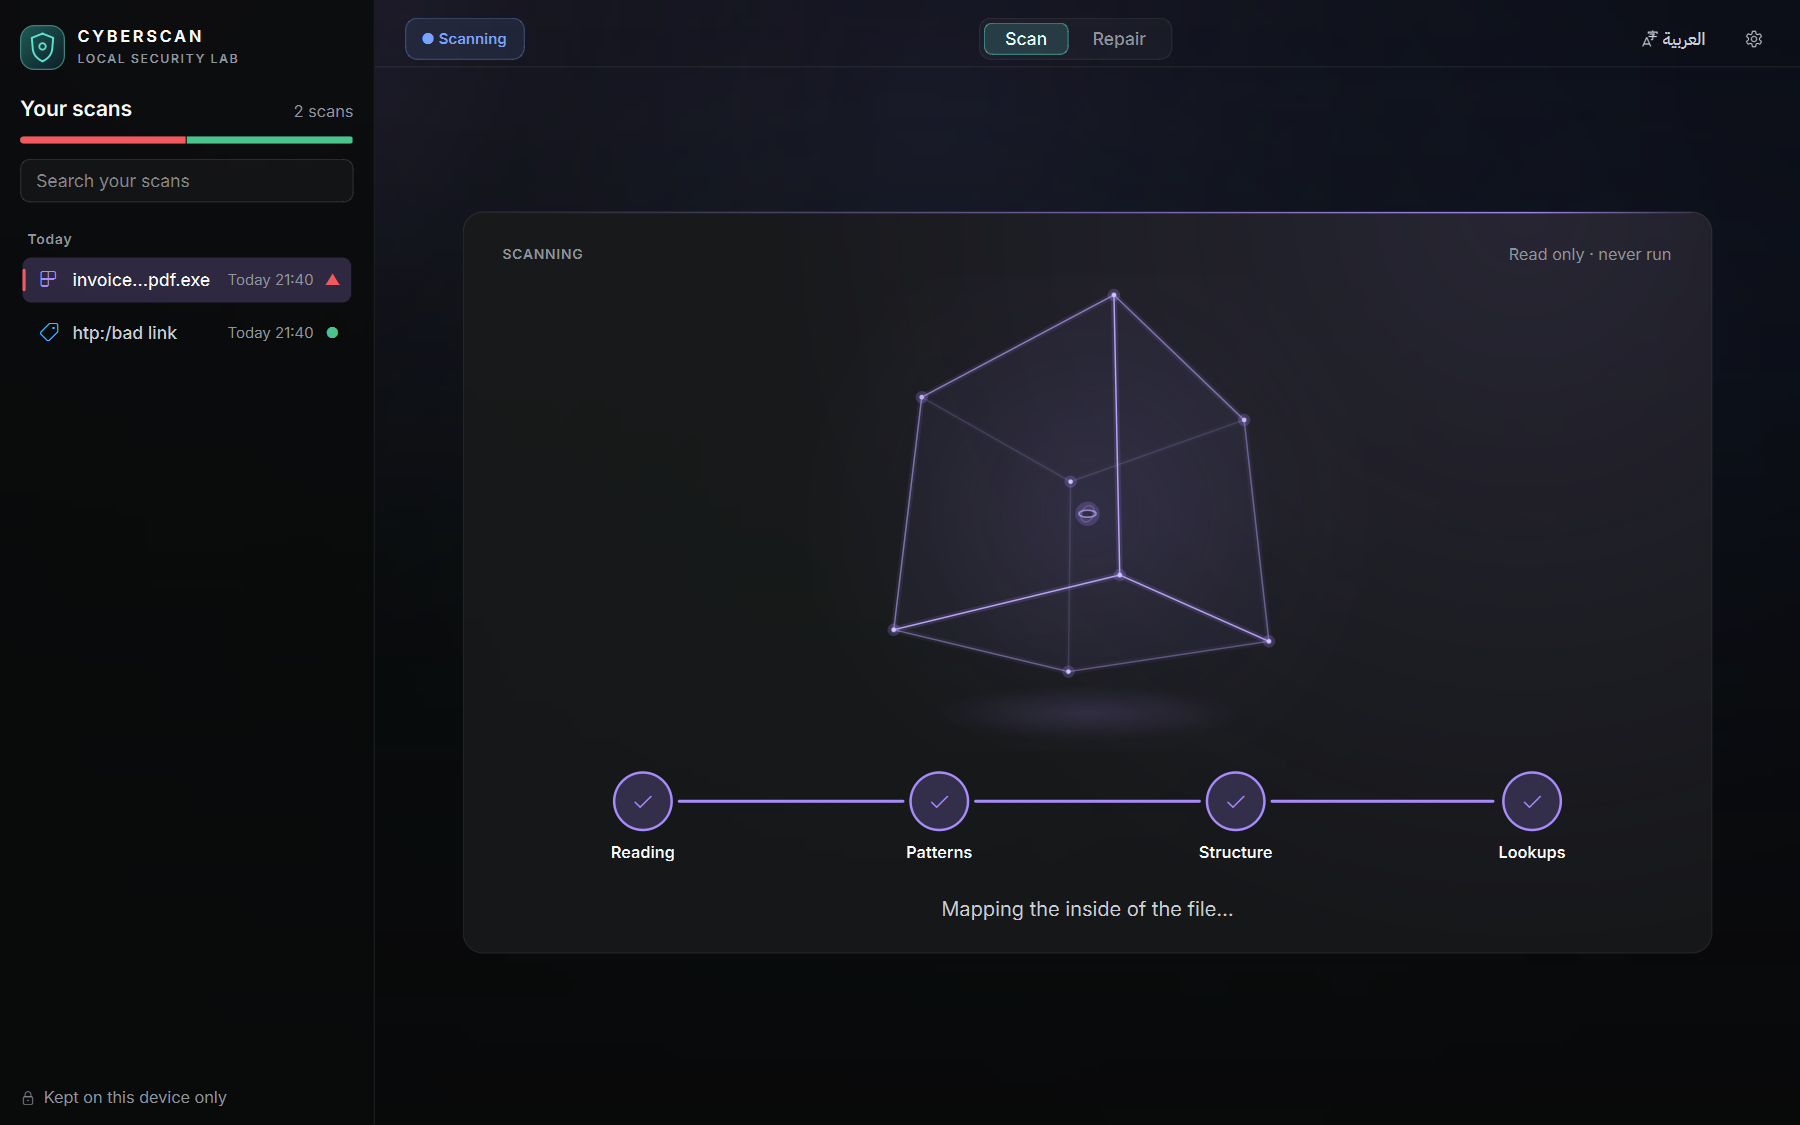 CYBERSCAN
LOCAL SECURITY LAB
Your scans
2 scans
Search your scans
Today
invoice...pdf.exe Today 21:40
htp:/bad link Today 21:40
Kept on this device only
Scanning
Scan
Repair
العربية
SCANNING
Read only · never run
Reading
Patterns
Structure
Lookups
Mapping the inside of the file...